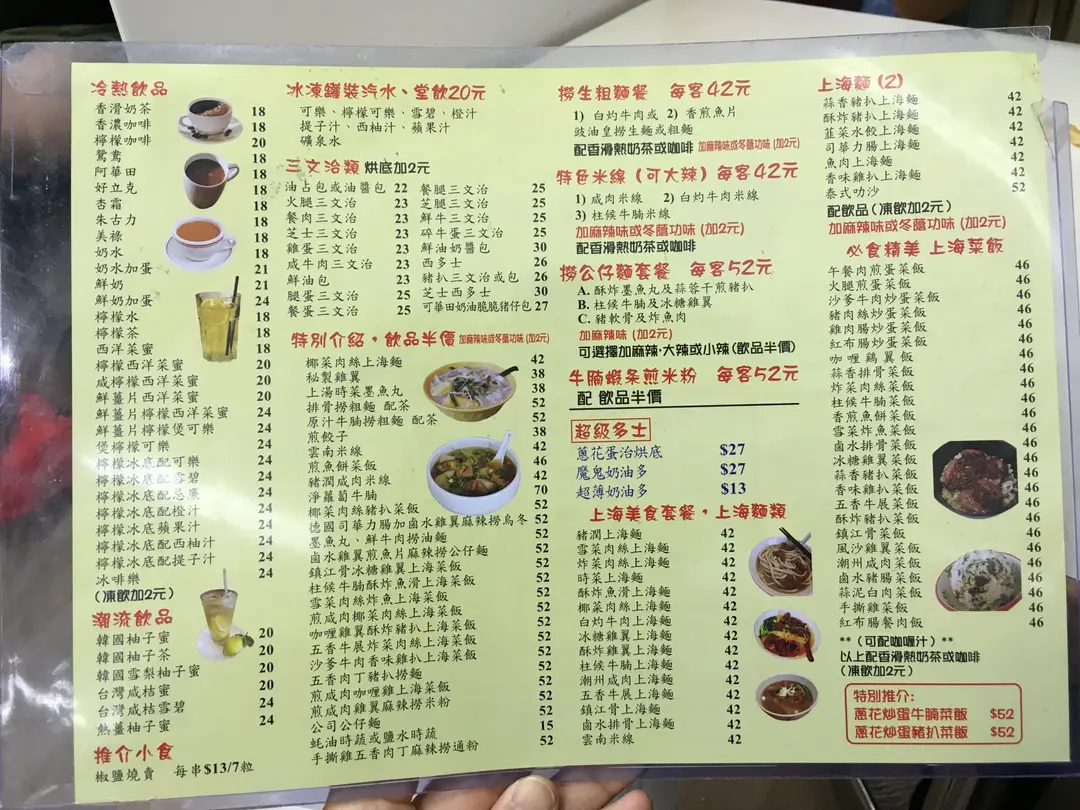 冷熱飲品
香滑奶茶 18
香濃咖啡 18
檸檬咖啡 20
鴛鴦 18
阿華田 18
好立克 18
杏霜 18
朱古力 18
美祿 18
奶水 18
奶水加蛋 21
鮮奶 21
鮮奶加蛋 24
檸檬水 18
檸檬茶 18
西洋菜蜜 18
檸檬西洋菜蜜 20
咸檸檬西洋菜蜜 20
鮮薑片西洋菜蜜 20
鮮薑片檸檬西洋菜蜜 24
鮮薑片檸檬煲可樂 24
煲檸檬可樂 24
檸檬冰底配可樂 24
檸檬冰底配雪碧 24
檸檬冰底配忌廉 24
檸檬冰底配橙汁 24
檸檬冰底蘋果汁 24
檸檬冰底配西柚汁 24
檸檬冰底配提子汁 24
冰啡樂 24
(凍飲加2元)
潮流飲品
韓國柚子蜜 20
韓國柚子茶 20
韓國雪梨柚子蜜 20
台灣咸桔蜜 20
台灣咸桔雪碧 24
熱薑柚子蜜 24
推介小食
椒鹽燒賣 每串$13/7粒
冰凍罐裝汽水、堂飲20元
可樂、檸檬可樂、雪碧、橙汁
提子汁、西柚汁、蘋果汁
礦泉水
三文治類 烘底加2元
油占包或油醬包 22 餐腿三文治 25
火腿三文治 23 芝腿三文治 25
餐肉三文治 23 鮮牛三文治 25
芝士三文治 23 碎牛蛋三文治 25
雞蛋三文治 23 鮮油奶醬包 30
咸牛肉三文治 23 西多士 26
鮮油包 23 豬扒三文治或包 26
腿蛋三文治 25 芝士西多士 30
餐蛋三文治 25 可華田奶油脆脆豬仔包 27
特別介紹，飲品半價 加麻辣味或冬蔭功味 (加2元)
椰菜肉絲上海麵 42
秘製雞翼 38
上湯時菜墨魚丸 38
排骨撈粗麵 配茶 52
原汁牛腩撈粗麵 配茶 52
煎餃子 38
雲南米線 42
煎魚餅菜飯 46
豬潤咸肉米線 42
淨蘿蔔牛腩 70
椰菜肉絲豬扒菜飯 52
德國司華力腸加鹵水雞翼麻辣撈烏冬 52
墨魚丸、鮮牛肉撈油麵 52
鹵水雞翼煎魚片麻辣撈公仔麵 52
鎮江骨冰糖雞翼上海菜飯 52
柱候牛腩酥炸魚滑上海菜飯 52
雪菜肉絲炸魚上海菜飯 52
煎咸肉椰菜肉絲上海菜飯 52
咖喱雞翼酥炸豬扒上海菜飯 52
五香牛展炸菜肉絲上海菜飯 52
沙爹牛肉香味雞扒上海菜飯 52
五香肉丁豬扒撈麵 52
煎咸肉咖喱雞上海菜飯 52
煎咸肉雞翼麻辣撈米粉 52
公司公仔麵 52
蚝油時蔬或鹽水時蔬 15
手撕雞五香肉丁麻辣撈通粉 52
撈生粗麵餐 每客42元
1) 白灼牛肉或 2) 香煎魚片
豉油皇撈生麵或粗麵
配香滑熱奶茶或咖啡 加麻辣味或冬蔭功味 (加2元)
特色米線 (可大辣) 每客42元
1) 咸肉米線 2) 白灼牛肉米線
3) 柱候牛腩米線
加麻辣味或冬蔭功味 (加2元)
配香滑熱奶茶或咖啡
撈公仔麵套餐 每客52元
A. 酥炸墨魚丸及蒜蓉干煎豬扒
B. 柱候牛腩及冰糖雞翼
C. 豬軟骨及炸魚肉
加麻辣味 (加2元)
可選擇加麻辣·大辣或小辣(飲品半價)
牛腩蝦条煎米粉 每客52元
配 飲品半價
超級多士
蔥花蛋治烘底 $27
魔鬼奶油多 $27
超薄奶油多 $13
上海美食套餐，上海麵類
豬潤上海麵 42
雪菜肉絲上海麵 42
炸菜肉絲上海麵 42
時菜上海麵 42
酥炸魚滑上海麵 42
椰菜肉絲上海麵 42
白灼牛肉上海麵 42
冰糖雞翼上海麵 42
酥炸雞翼上海麵 42
柱候牛腩上海麵 42
潮州咸肉上海麵 42
五香牛展上海麵 42
鎮江骨上海麵 42
鹵水排骨上海麵 42
雲南米線 42
上海麵 (2)
蒜香豬扒上海麵 42
酥炸豬扒上海麵 42
韮菜水餃上海麵 42
司華力腸上海麵 42
魚肉上海麵 42
香味雞扒上海麵 42
泰式叻沙 52
配飲品(凍飲加2元)
加麻辣味或冬蔭功味 (加2元)
必食精美 上海菜飯
午餐肉煎蛋菜飯 46
火腿煎蛋菜飯 46
沙爹牛肉炒蛋菜飯 46
豬肉絲炒蛋菜飯 46
雞肉腸炒蛋菜飯 46
紅布腸炒蛋菜飯 46
咖喱鷄翼飯 46
蒜香排骨菜飯 46
炸菜肉絲菜飯 46
柱候牛腩菜飯 46
香煎魚餅菜飯 46
雪菜炸魚菜飯 46
鹵水排骨菜飯 46
冰糖雞翼菜飯 46
蒜香豬扒菜飯 46
香味雞扒菜飯 46
五香牛展菜飯 46
酥炸豬扒菜飯 46
鎮江骨菜飯 46
風沙雞翼菜飯 46
潮州咸肉菜飯 46
鹵水豬腸菜飯 46
蒜泥白肉菜飯 46
手撕雞菜飯 46
紅布腸餐肉飯 46
**（可配咖喱汁）**
以上配香滑熱奶茶或咖啡
(凍飲加2元)
特別推介:
蔥花炒蛋牛腩菜飯 $52
蔥花炒蛋豬扒菜飯 $52